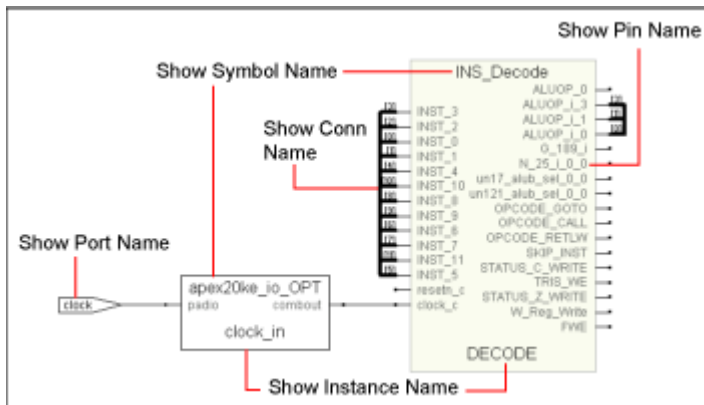 Show Pin Name
Show Symbol Name
INS_Decode
ALUOP_0
ALUOP_i_3
ALUOP_i_1
ALUOP_i_0
G_189_i
N_25_i_0_0
un17_alub_sel_0_0
un121_alub_sel_0_0
OPCODE_GOTO
OPCODE_CALL
OPCODE_RETLW
SKIP_INST
STATUS_C_WRITE
TRIS_WE
STATUS_Z_WRITE
W_Reg_Write
FWE
Show Conn
Name
INST_3
INST_2
INST_0
INST_1
INST_4
INST_10
INST_8
INST_9
INST_6
INST_7
INST_11
INST_5
resetn_c
clock_c
DECODE
Show Port Name
clock
apex20ke_io_OPT
padio
combout
clock_in
Show Instance Name